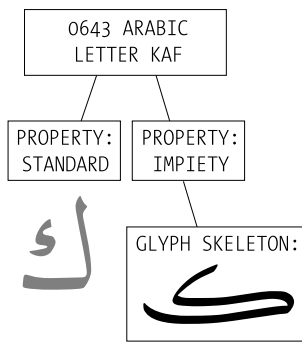 0643 ARABIC
LETTER KAF
PROPERTY:
STANDARD
PROPERTY:
IMPIETY
ك
GLYPH SKELETON:
ڪ